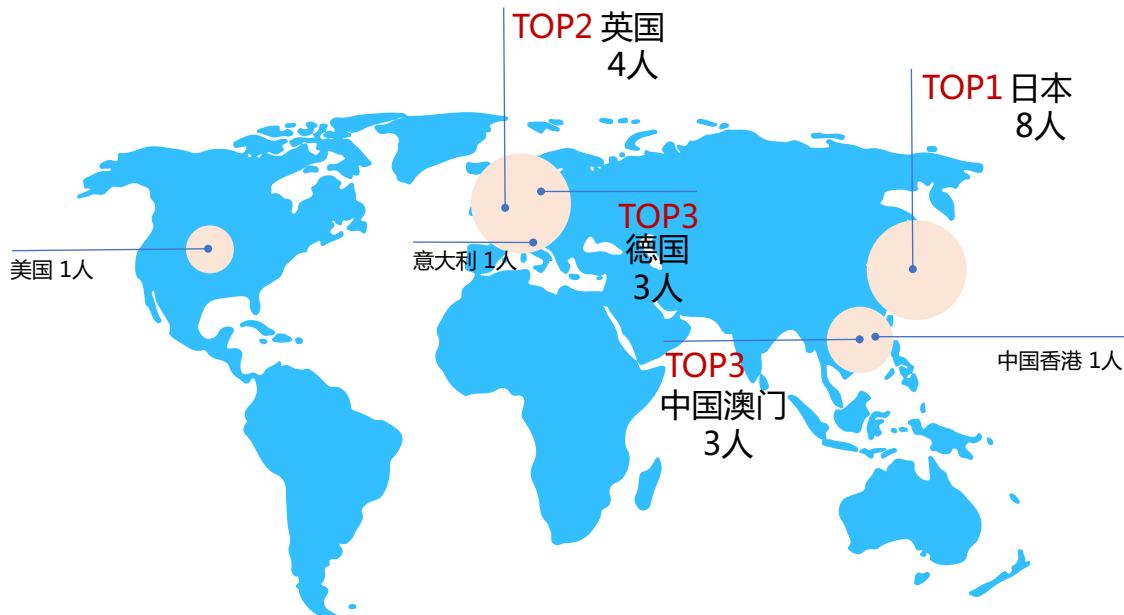 TOP2 英国
4人
TOP1 日本
8人
TOP3
德国
3人
意大利 1人
美国 1人
TOP3
中国澳门
3人
中国香港 1人